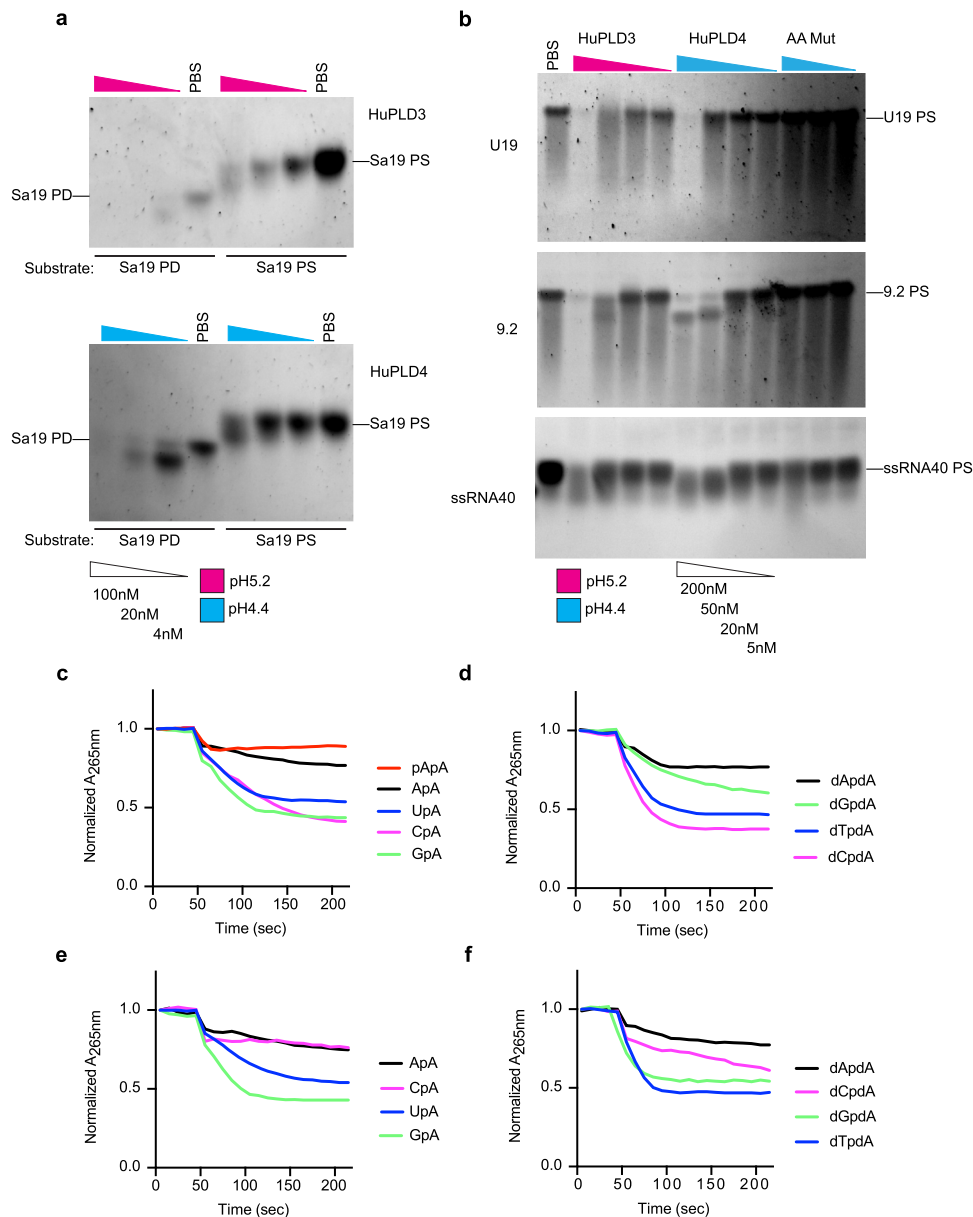 a
PBS
PBS
HuPLD3
Sa19 PS
Sa19 PD
Substrate:
Sa19 PD
Sa19 PS
PBS
PBS
HuPLD4
Sa19 PS
Sa19 PD
Substrate:
Sa19 PD
Sa19 PS
100nM
20nM
4nM
pH5.2
pH4.4
b
PBS
HuPLD3
HuPLD4
AA Mut
U19
U19 PS
9.2
9.2 PS
ssRNA40
ssRNA40 PS
pH5.2
pH4.4
200nM
50nM
20nM
5nM
c
Normalized A265nm
1.0
0.5
0.0
0
50
100
150
200
Time (sec)
pApA
ApA
UpA
CpA
GpA
d
Normalized A265nm
1.0
0.5
0.0
0
50
100
150
200
Time (sec)
dApdA
dGpdA
dTpdA
dCpdA
e
Normalized A265nm
1.0
0.5
0.0
0
50
100
150
200
Time (sec)
ApA
CpA
UpA
GpA
f
Normalized A265nm
1.0
0.5
0.0
0
50
100
150
200
Time (sec)
dApdA
dCpdA
dGpdA
dTpdA